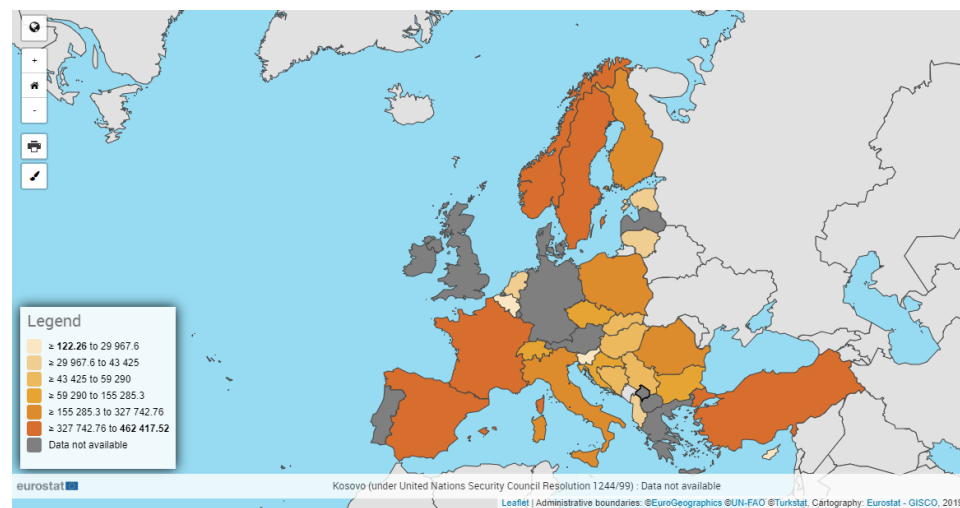 +
-
Legend
≥ 122.26 to 29 967.6
≥ 29 967.6 to 43 425
≥ 43 425 to 59 290
≥ 59 290 to 155 285.3
≥ 155 285.3 to 327 742.76
≥ 327 742.76 to 462 417.52
Data not available
eurostat
Kosovo (under United Nations Security Council Resolution 1244/99) : Data not available
Leaflet | Administrative boundaries: ©EuroGeographics ©UN-FAO ©Turkstat, Cartography: Eurostat - GISCO, 2019